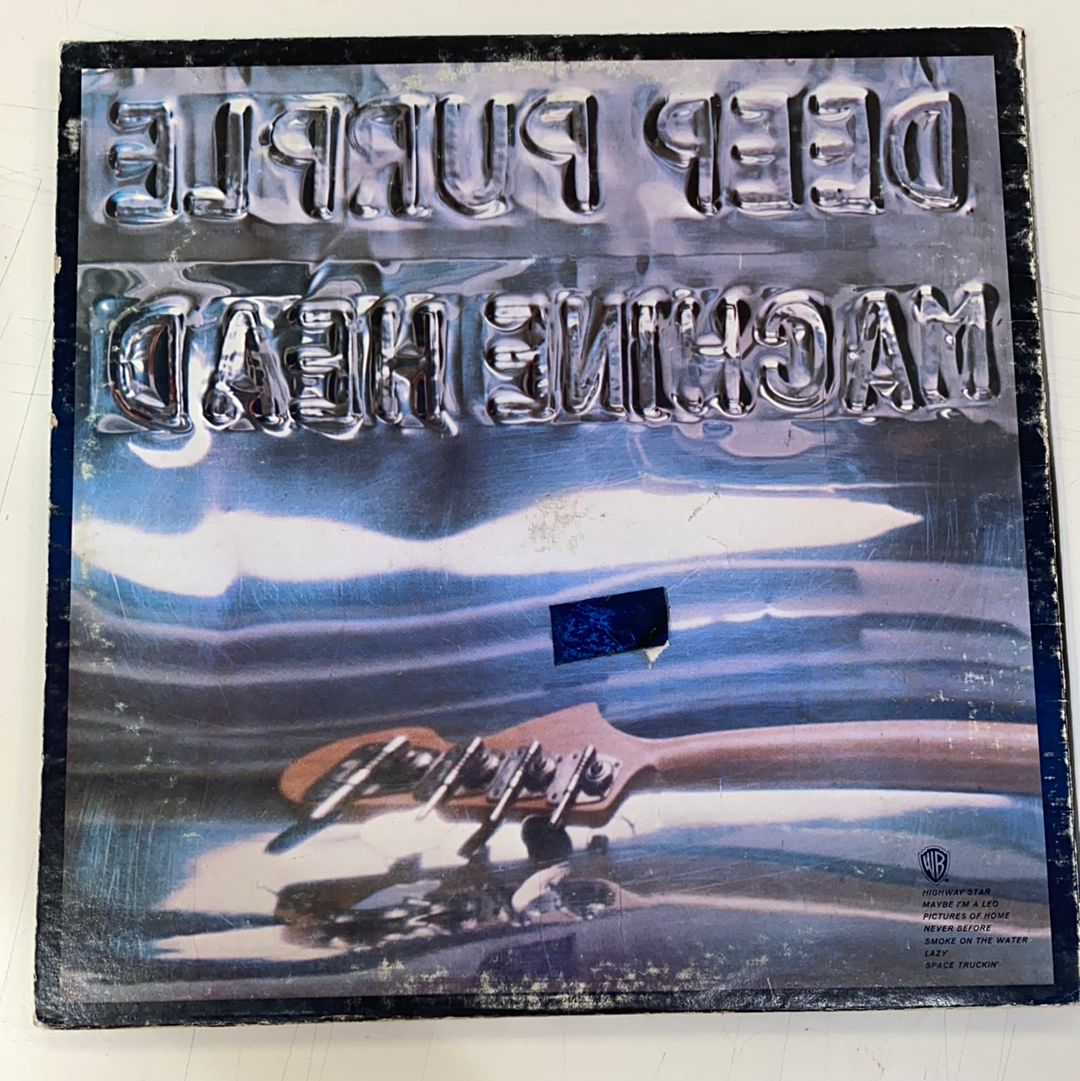 DEEP PURPLE
MACHINE HEAD
WB
HIGHWAY STAR
MAYBE I'M A LEO
PICTURES OF HOME
NEVER BEFORE
SMOKE ON THE WATER
LAZY
SPACE TRUCKIN'